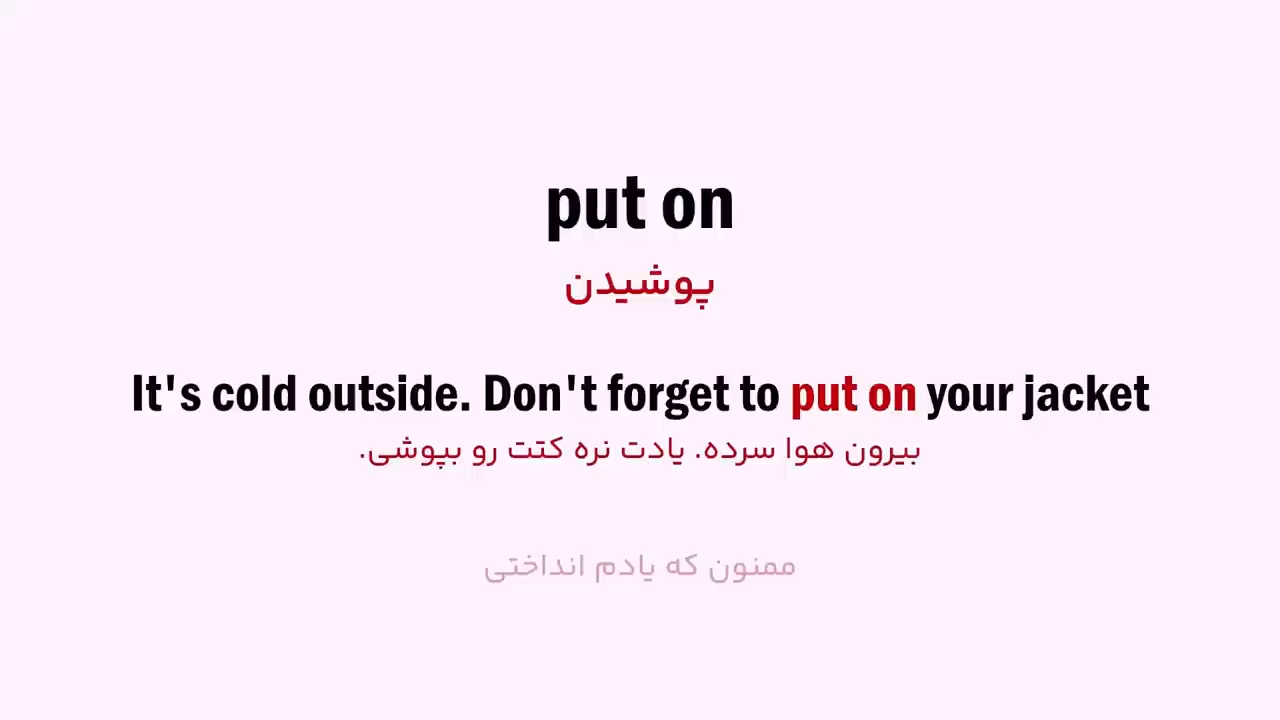 put on
پوشیدن
It's cold outside. Don't forget to put on your jacket
بیرون هوا سرده. یادت نره کتت رو بپوشی.
ممنون که یادم انداختی